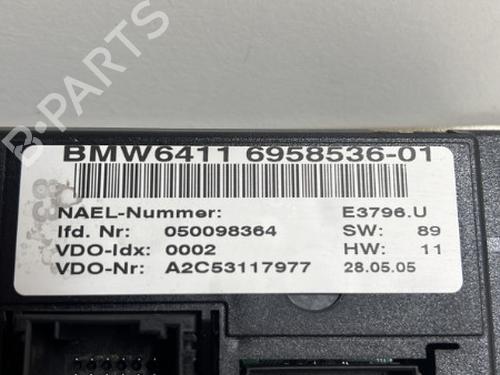 B-PARTS
BMW6411 6958536-01
NAEL-Nummer: E3796.U
lfd. Nr: 050098364 SW: 89
VDO-Idx: 0002 HW: 11
VDO-Nr: A2C53117977 28.05.05